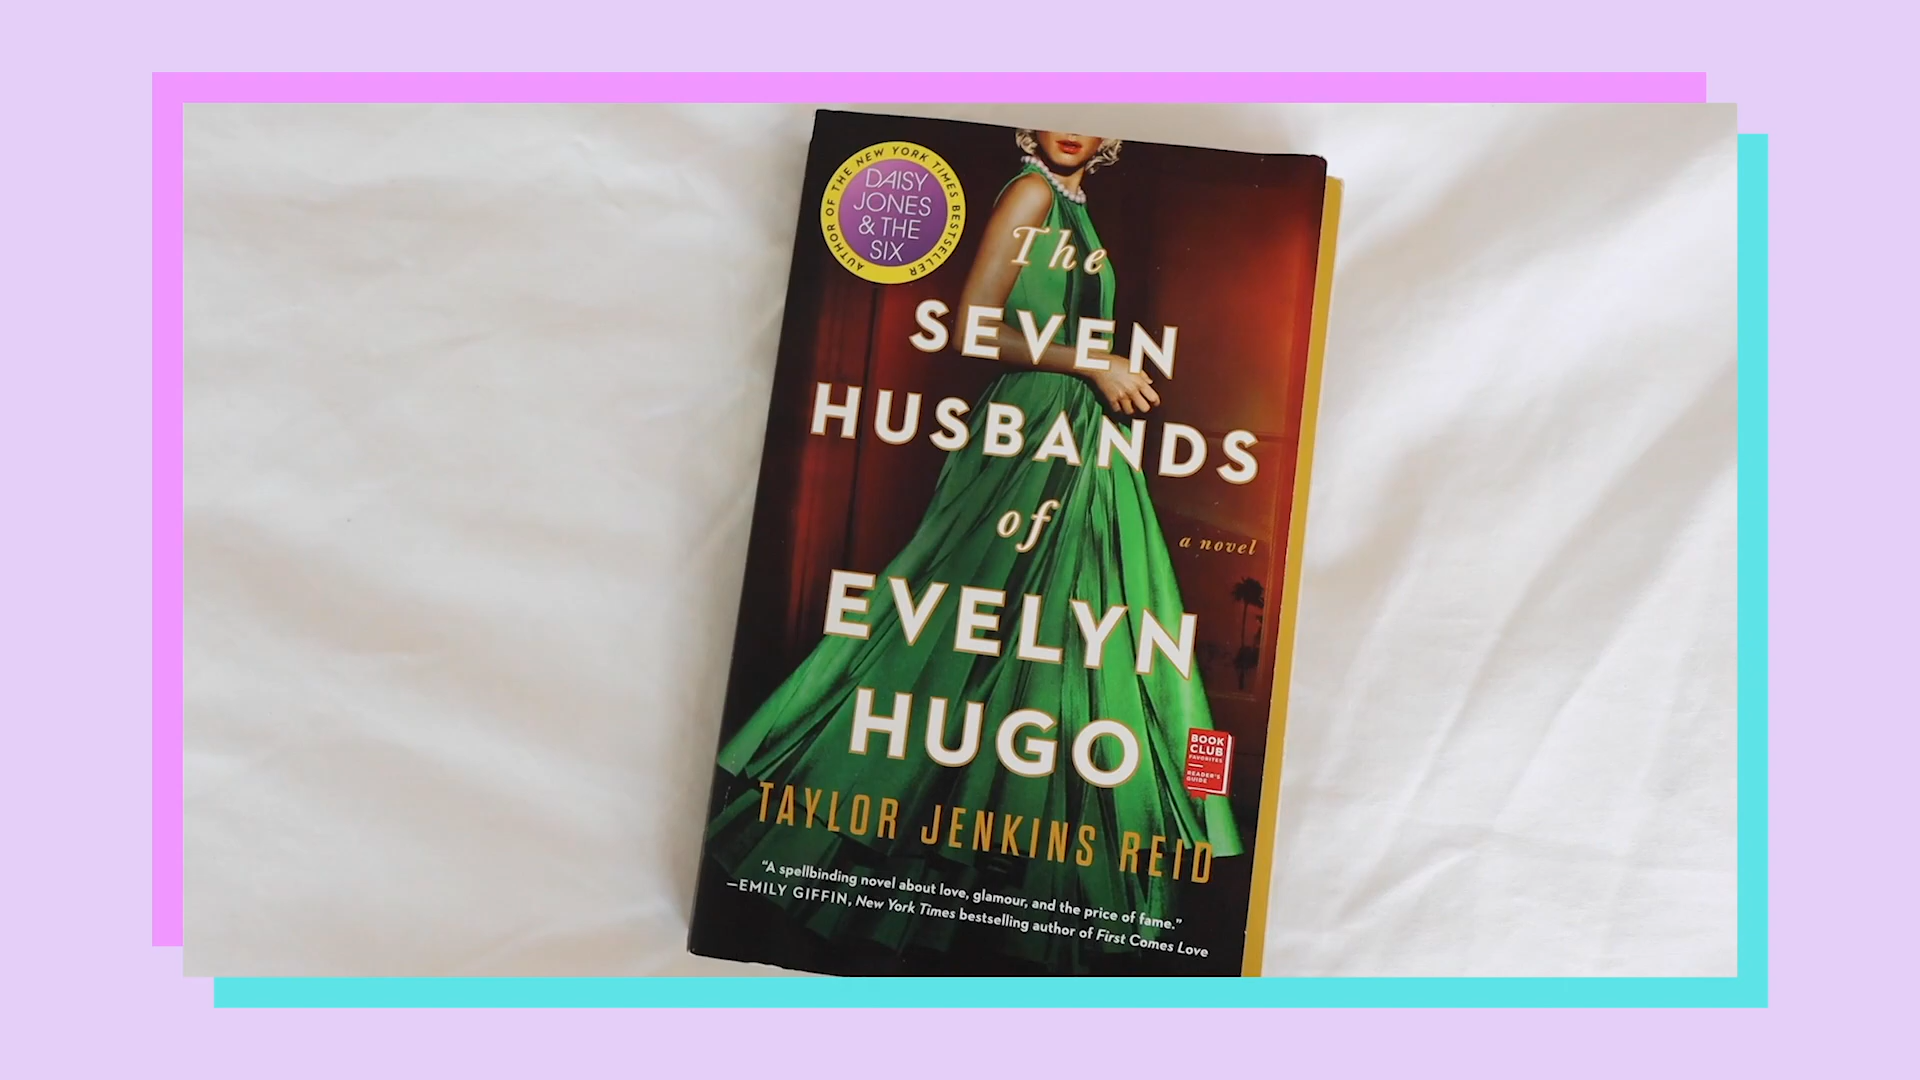 AUTHOR OF THE NEW YORK TIMES BESTSELLER
DAISY
JONES
& THE
SIX
The
SEVEN
HUSBANDS
of
a novel
EVELYN
HUGO
BOOK
CLUB
FAVORITES
READER'S
GUIDE
TAYLOR JENKINS REID
"A spellbinding novel about love, glamour, and the price of fame."
—EMILY GIFFIN, New York Times bestselling author of First Comes Love